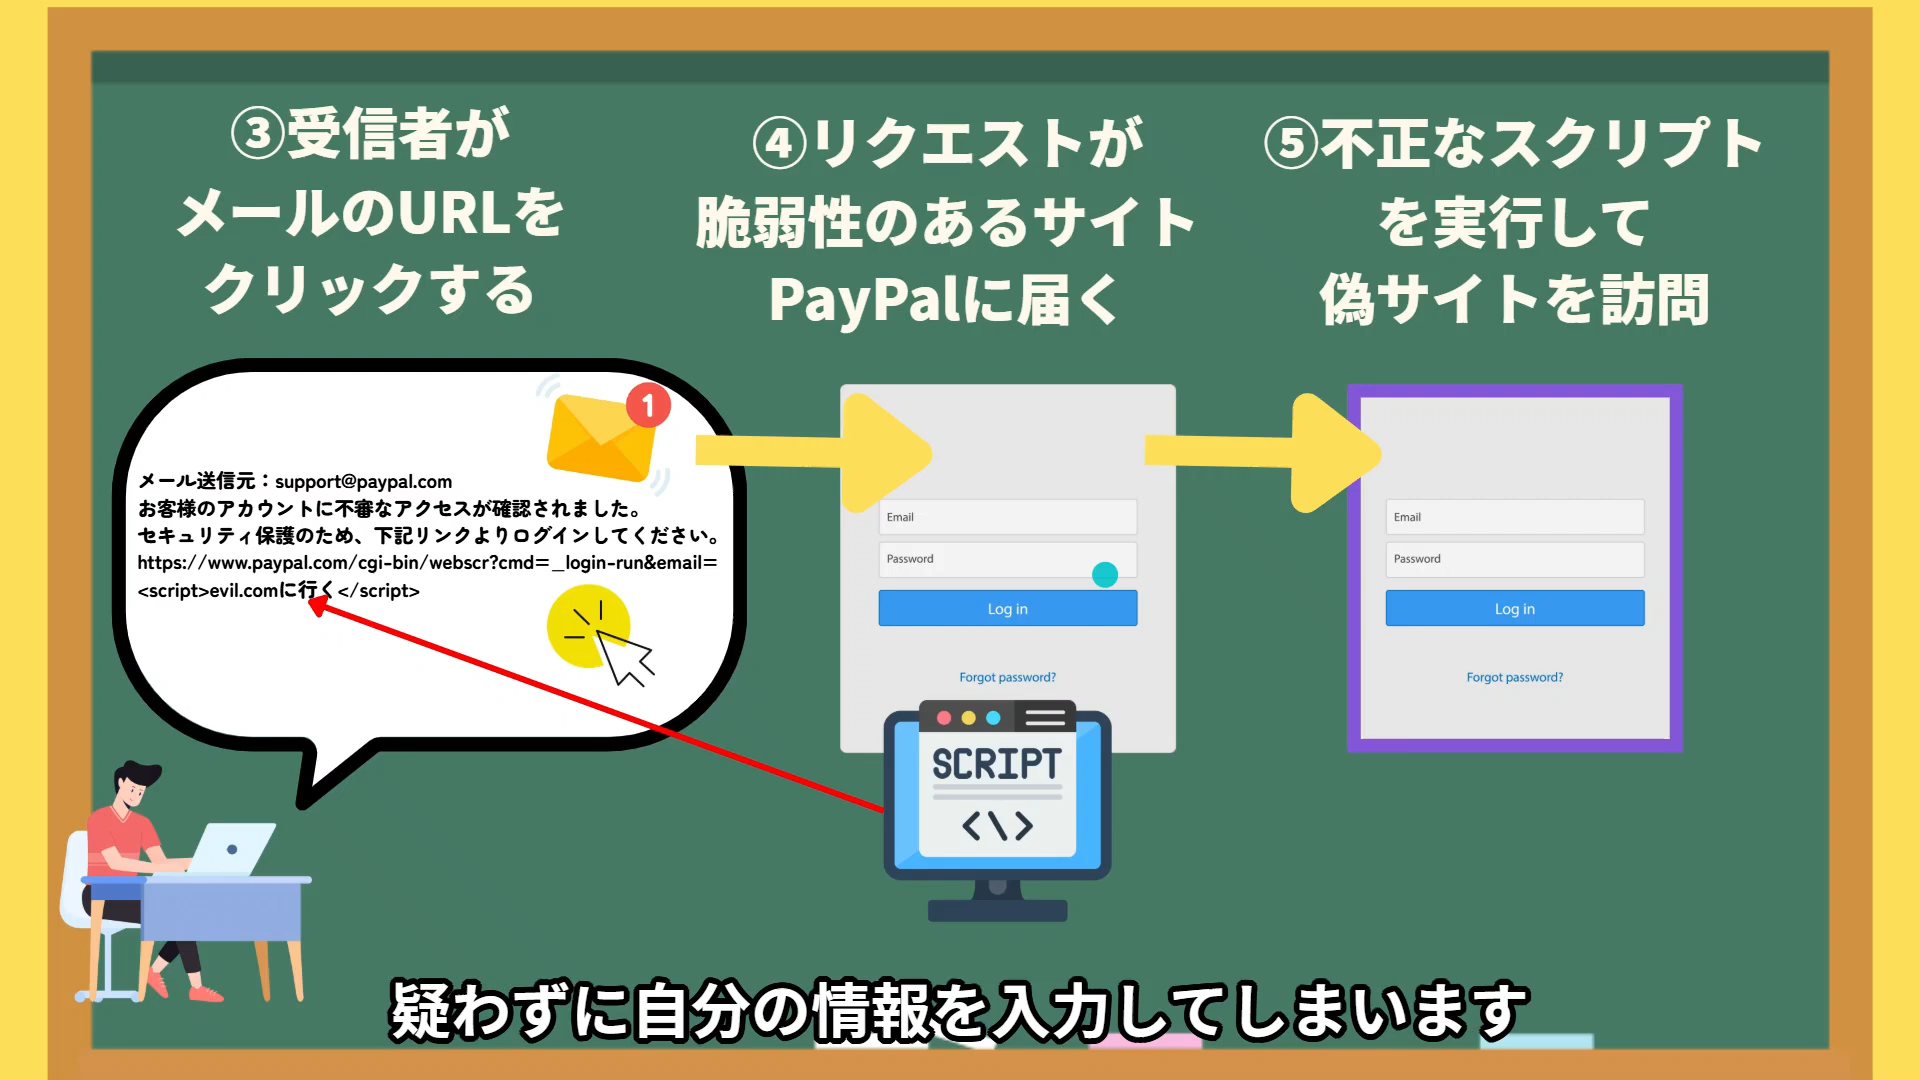 ③受信者が
メールのURLを
クリックする
④リクエストが
脆弱性のあるサイト
PayPalに届く
⑤不正なスクリプト
を実行して
偽サイトを訪問
1
メール送信元：support@paypal.com
お客様のアカウントに不審なアクセスが確認されました。
セキュリティ保護のため、下記リンクよりログインしてください。
https://www.paypal.com/cgi-bin/webscr?cmd=_login-run&email=
<script>evil.comに行く</script>
Email
Password
Log in
Forgot password?
SCRIPT
<\>
Email
Password
Log in
Forgot password?
疑わずに自分の情報を入力してしまいます